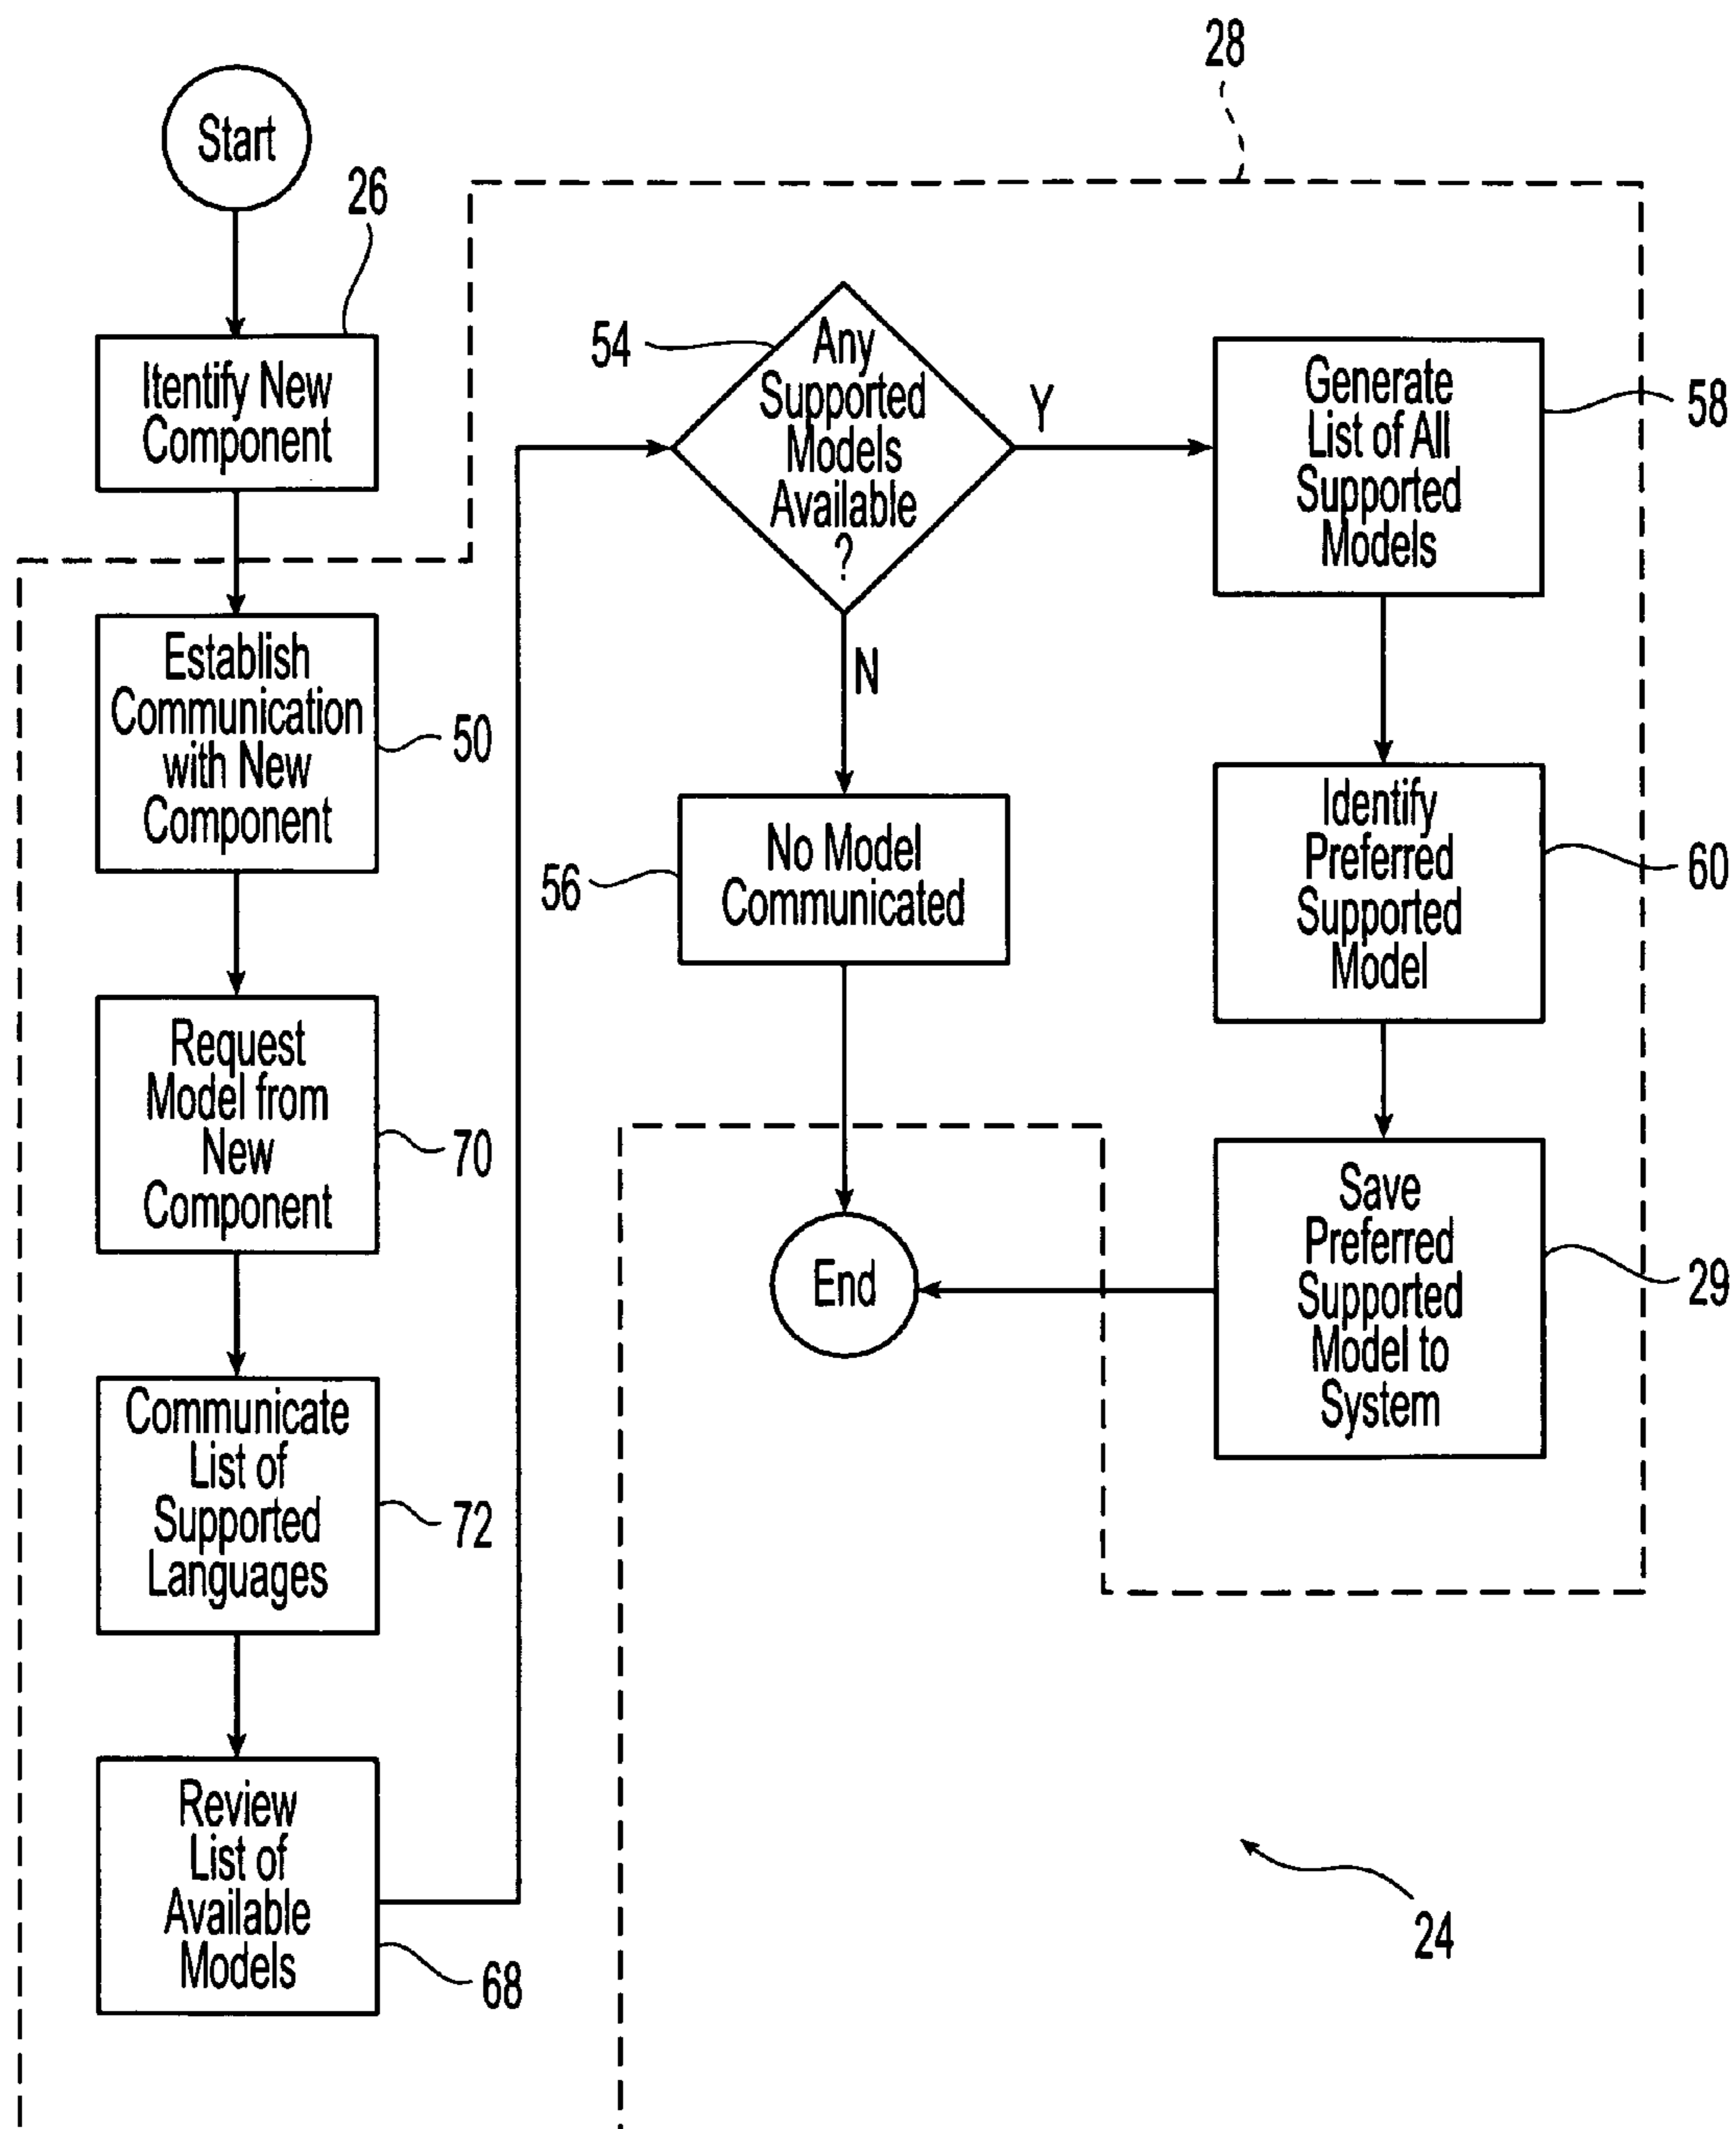 Start
26
Itentify New
Component
Establish
Communication
with New
Component
50
Request
Model from
New
Component
70
Communicate
List of
Supported
Languages
72
Review
List of
Available
Models
68
28
54
Any
Supported
Models
Available
?
Y
N
No Model
Communicated
56
End
Generate
List of All
Supported
Models
58
Identify
Preferred
Supported
Model
60
Save
Preferred
Supported
Model to
System
29
24